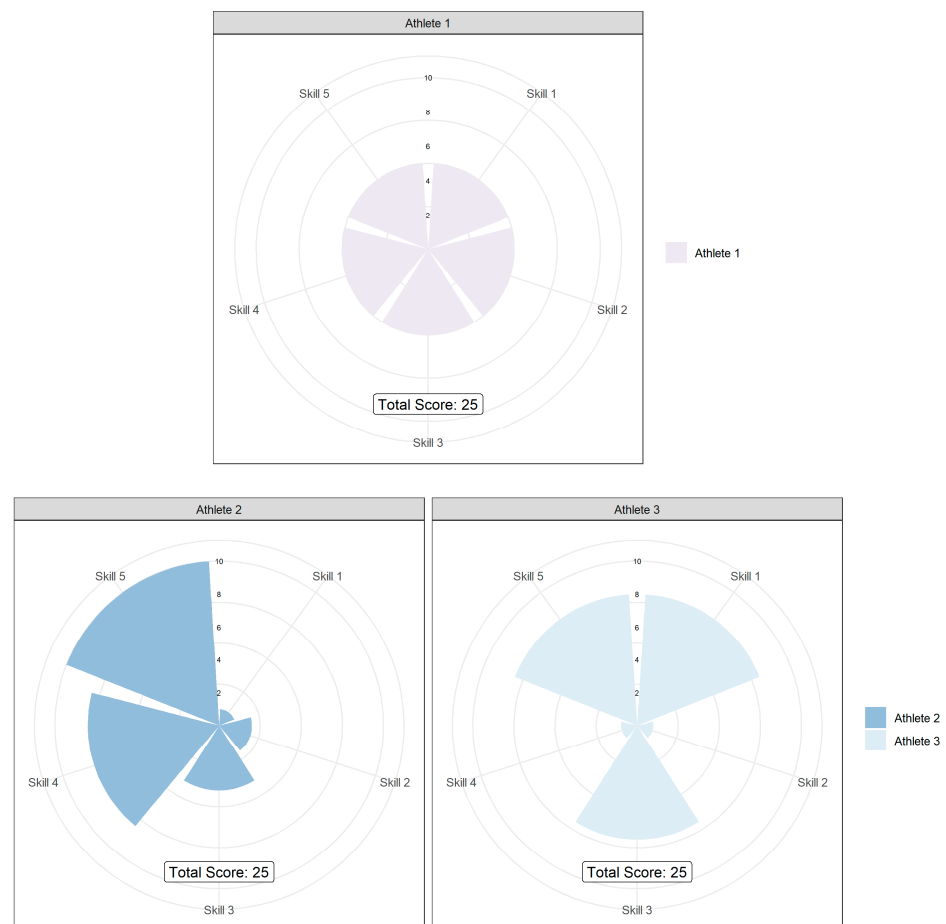 Athlete 1
10
Skill 5
Skill 1
8
6
4
2
Athlete 1
Skill 4
Skill 2
Total Score: 25
Skill 3
Athlete 2
10
Skill 5
Skill 1
8
6
4
2
Skill 4
Skill 2
Total Score: 25
Skill 3
Athlete 3
10
Skill 5
Skill 1
8
6
4
2
Skill 4
Skill 2
Total Score: 25
Skill 3
Athlete 2
Athlete 3